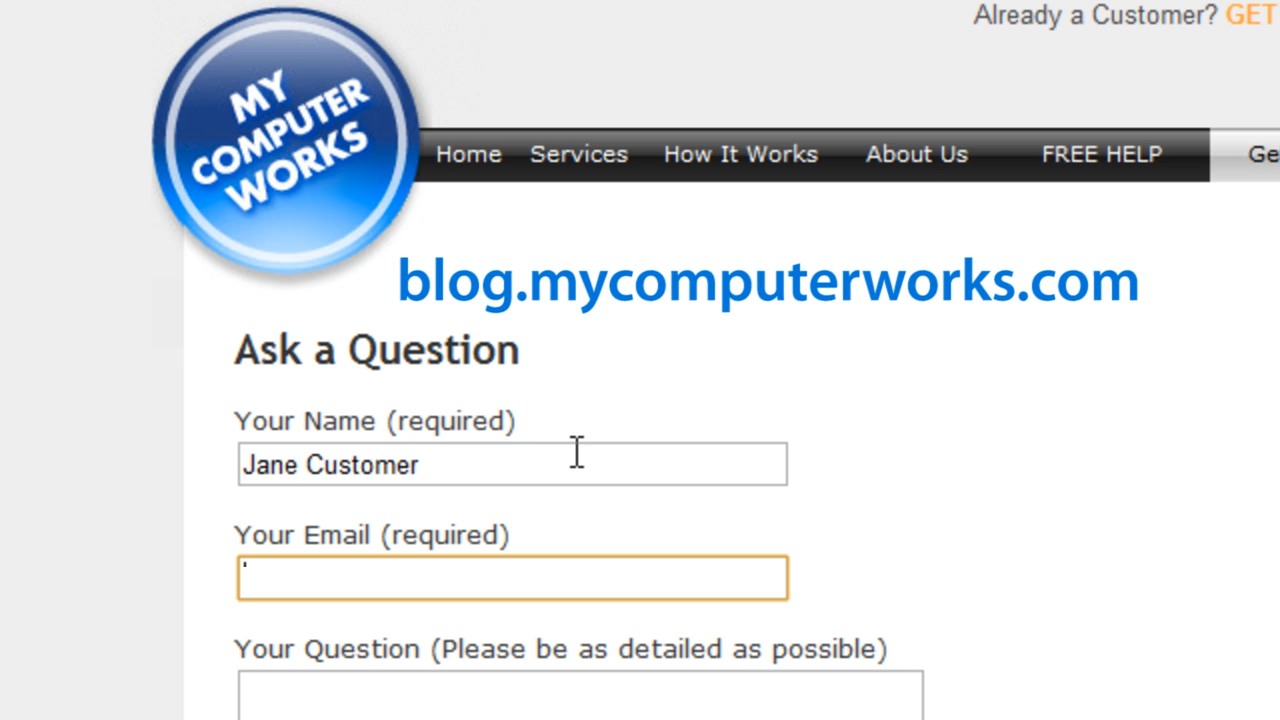 Already a Customer? GET
MY
COMPUTER
WORKS
Home Services How It Works About Us FREE HELP Ge
blog.mycomputerworks.com
Ask a Question
Your Name (required)
Jane Customer
Your Email (required)
Your Question (Please be as detailed as possible)